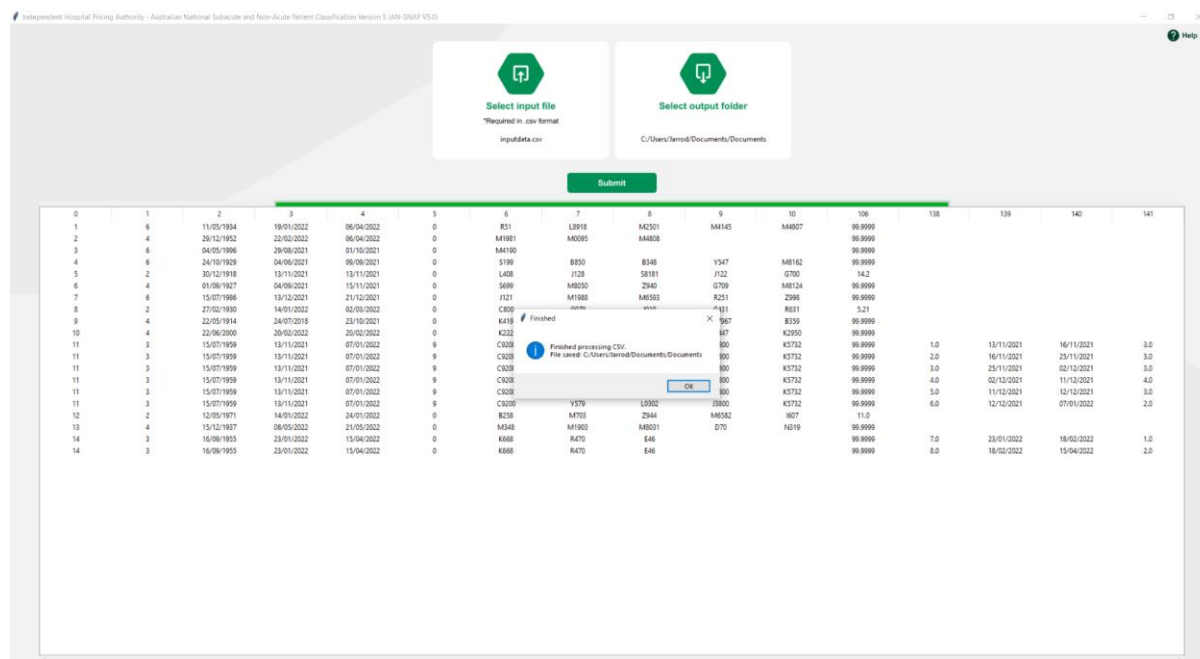 Independent Hospital Pricing Authority - Australian National Subacute and Non-Acute Patient Classification Version 5 (AN-SNAP V5.0)
Help
Select input file Select output folder
*Required in .csv format
inputdata.csv C:/Users/Jarrod/Documents/Documents
Submit
0 1 2 3 4 5 6 7 8 9 10 106 138 139 140 141
1 6 11/05/1934 19/01/2022 06/04/2022 0 R51 L8918 M2501 M4145 M4807 99.9999
2 4 29/12/1952 22/02/2022 06/04/2022 0 M1981 M0095 M4808 99.9999
3 6 04/05/1996 29/08/2021 01/10/2021 0 M4190 99.9999
4 6 24/10/1929 04/06/2021 09/09/2021 0 S199 B850 B348 Y547 M8162 99.9999
5 2 30/12/1918 13/11/2021 13/11/2021 0 L408 J128 S8181 J122 G700 14.2
6 4 01/09/1927 04/09/2021 15/11/2021 0 S699 M8050 Z940 G709 M8124 99.9999
7 6 15/07/1986 13/12/2021 21/12/2021 0 J121 M1988 M6593 R251 Z998 99.9999
8 2 27/02/1930 14/01/2022 02/03/2022 0 C800 R631 5.21
9 4 22/05/1914 24/07/2018 23/10/2021 0 K419 Finished 967 B359 99.9999
10 4 22/06/2000 20/02/2022 20/02/2022 0 K222 K2950 99.9999
11 3 15/07/1959 13/11/2021 07/01/2022 9 C920 Finished processing CSV. 800 K5732 99.9999 1.0 13/11/2021 16/11/2021 3.0
11 3 15/07/1959 13/11/2021 07/01/2022 9 C920 File saved: C:/Users/Jarrod/Documents/Documents 800 K5732 99.9999 2.0 16/11/2021 25/11/2021 3.0
11 3 15/07/1959 13/11/2021 07/01/2022 9 C920 800 K5732 99.9999 3.0 25/11/2021 02/12/2021 3.0
11 3 15/07/1959 13/11/2021 07/01/2022 9 C920 800 K5732 99.9999 4.0 02/12/2021 11/12/2021 4.0
11 3 15/07/1959 13/11/2021 07/01/2022 9 C920 OK 800 K5732 99.9999 5.0 11/12/2021 12/12/2021 3.0
11 3 15/07/1959 13/11/2021 07/01/2022 9 C9200 Y579 L0302 J3800 K5732 99.9999 6.0 12/12/2021 07/01/2022 2.0
12 2 12/05/1971 14/01/2022 24/01/2022 0 B258 M703 Z944 M6582 I607 11.0
13 4 15/12/1937 08/05/2022 21/05/2022 0 M348 M1903 M8031 D70 N319 99.9999
14 3 16/09/1955 23/01/2022 15/04/2022 0 K668 R470 E46 99.9999 7.0 23/01/2022 18/02/2022 1.0
14 3 16/09/1955 23/01/2022 15/04/2022 0 K668 R470 E46 99.9999 8.0 18/02/2022 15/04/2022 2.0